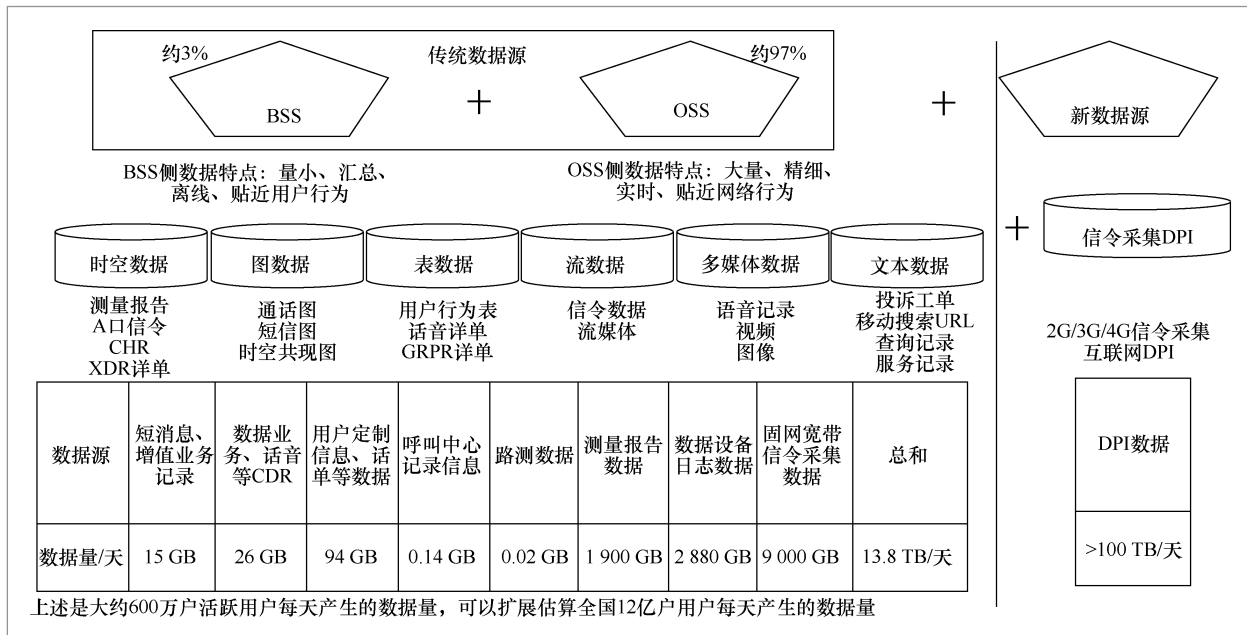 约3%
传统数据源
约97%
BSS
+
OSS
+
新数据源
BSS侧数据特点：量小、汇总、
离线、贴近用户行为
OSS侧数据特点：大量、精细、
实时、贴近网络行为
时空数据
图数据
表数据
流数据
多媒体数据
文本数据
+
信令采集DPI
测量报告
A口信令
CHR
XDR详单
通话图
短信图
时空共现图
用户行为表
话音详单
GRPR详单
信令数据
流媒体
语音记录
视频
图像
投诉工单
移动搜索URL
查询记录
服务记录
2G/3G/4G信令采集
互联网DPI
数据源
短消息、
增值业务
记录
数据业
务、话音
等CDR
用户定制
信息、话
单等数据
呼叫中心
记录信息
路测数据
测量报告
数据
数据设备
日志数据
固网宽带
信令采集
数据
总和
DPI数据
数据量/天
15 GB
26 GB
94 GB
0.14 GB
0.02 GB
1 900 GB
2 880 GB
9 000 GB
13.8 TB/天
>100 TB/天
上述是大约600万户活跃用户每天产生的数据量，可以扩展估算全国12亿户用户每天产生的数据量